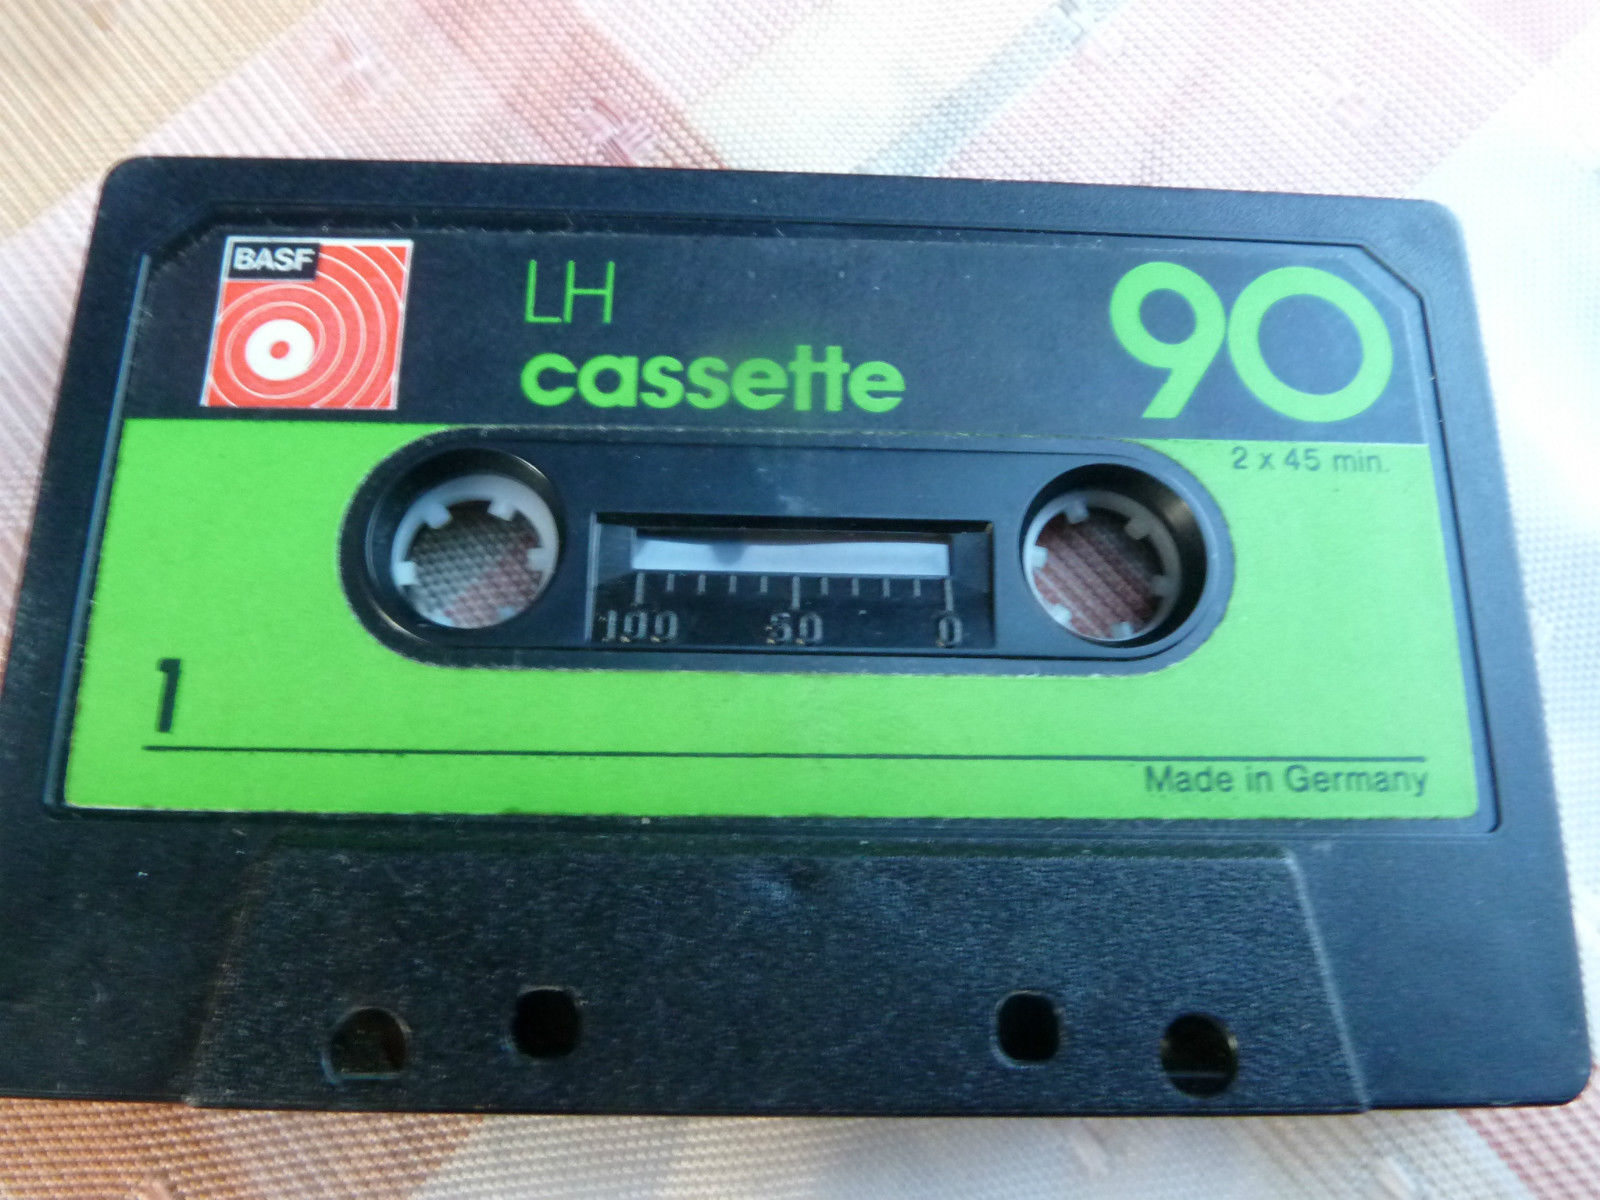 BASF
LH
cassette
90
2 x 45 min.
100 50 0
1
Made in Germany